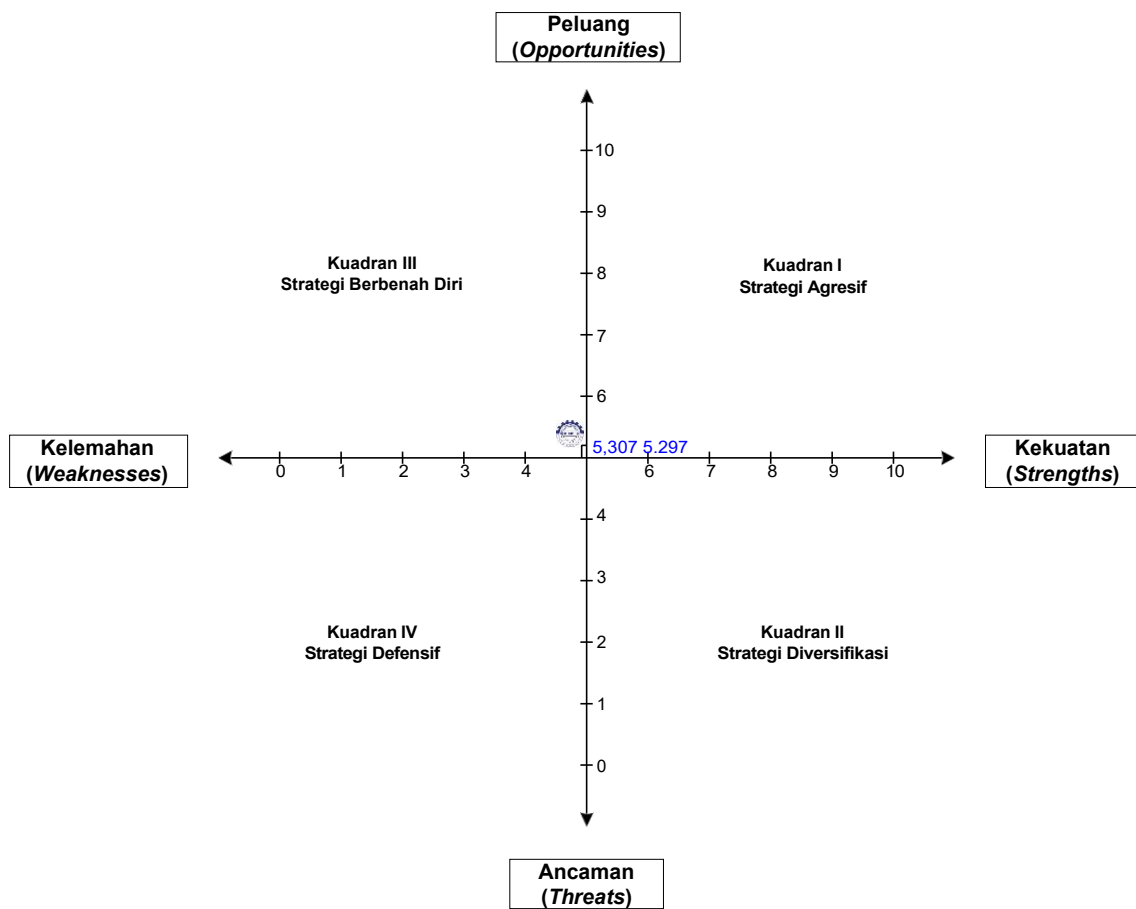 Peluang
(Opportunities)
10
9
Kuadran III
Strategi Berbenah Diri
8
Kuadran I
Strategi Agresif
7
6
5,307 5.297
Kelemahan
(Weaknesses)
0 1 2 3 4 6 7 8 9 10
Kekuatan
(Strengths)
4
3
Kuadran IV
Strategi Defensif
2
Kuadran II
Strategi Diversifikasi
1
0
Ancaman
(Threats)